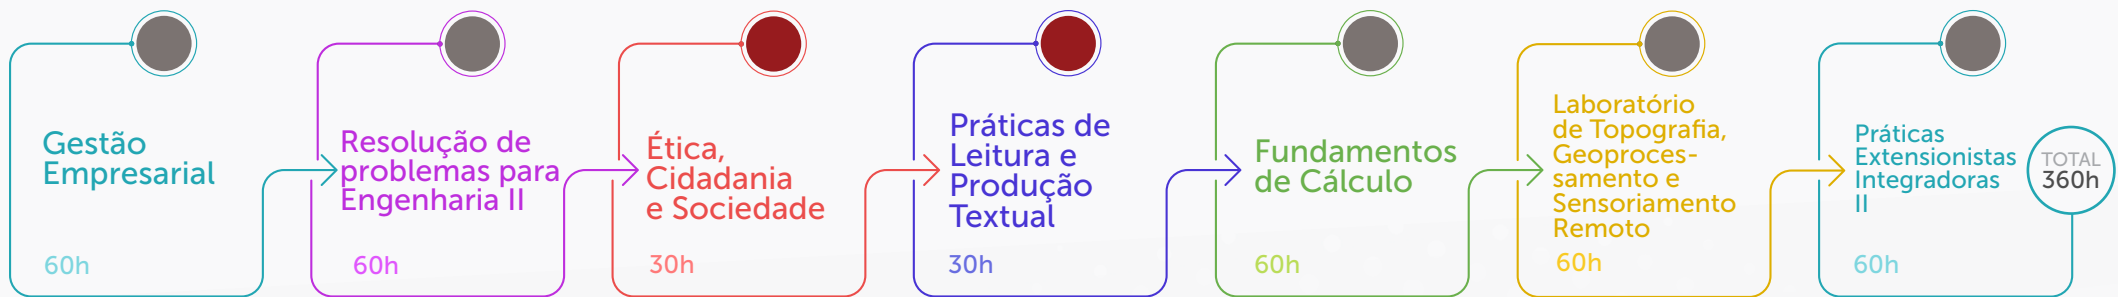 Gestão
Empresarial
60h
Resolução de
problemas para
Engenharia II
60h
Ética,
Cidadania
e Sociedade
30h
Práticas de
Leitura e
Produção
Textual
30h
Fundamentos
de Cálculo
60h
Laboratório
de Topografia,
Geoproces-
samento e
Sensoriamento
Remoto
60h
Práticas
Extensionistas
Integradoras
II
60h
TOTAL
360h